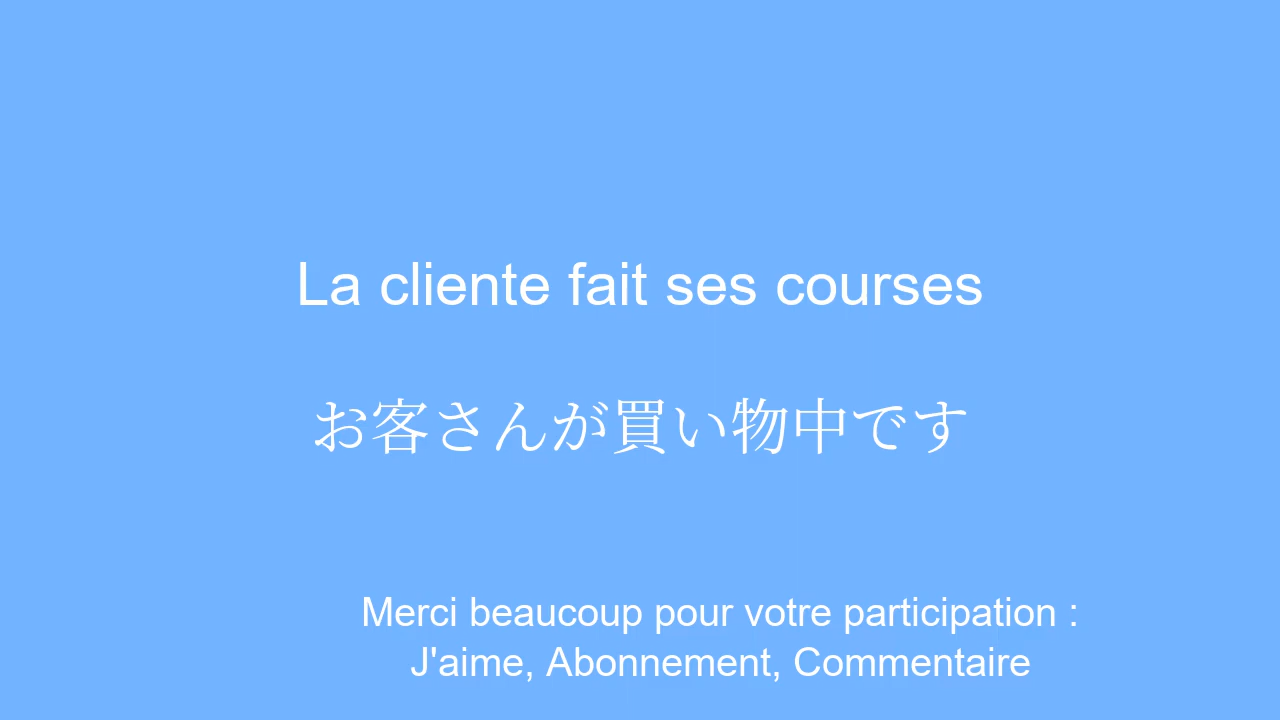 La cliente fait ses courses
お客さんが買い物中です
Merci beaucoup pour votre participation :
J'aime, Abonnement, Commentaire